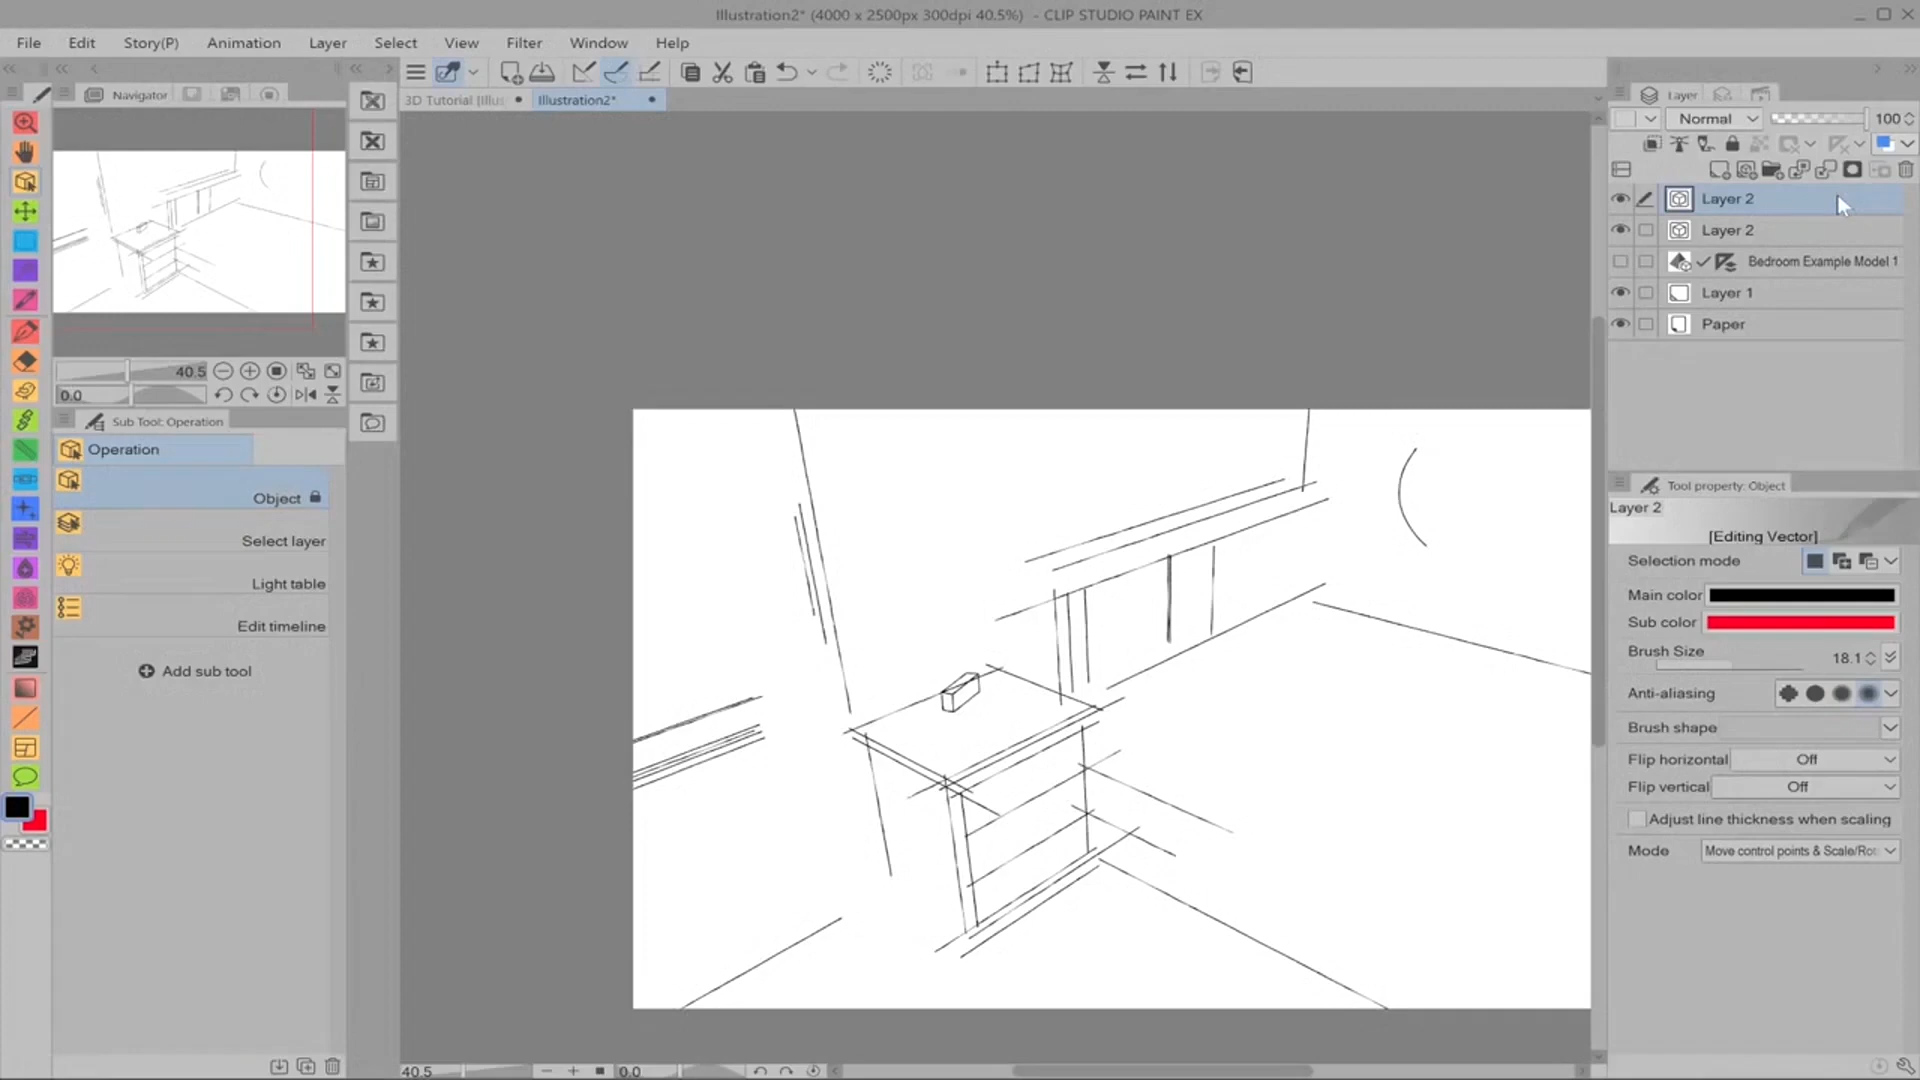 Illustration2* (4000 x 2500px 300dpi 40.5%) - CLIP STUDIO PAINT EX
File Edit Story(P) Animation Layer Select View Filter Window Help
Navigator
3D Tutorial (Illus
Illustration2*
40.5
0.0
Sub Tool: Operation
Operation
Object
Select layer
Light table
Edit timeline
Add sub tool
40.5
0.0
Layer
Normal
100
Layer 2
Layer 2
Bedroom Example Model 1
Layer 1
Paper
Tool property: Object
Layer 2
[Editing Vector]
Selection mode
Main color
Sub color
Brush Size 18.1
Anti-aliasing
Brush shape
Flip horizontal Off
Flip vertical Off
Adjust line thickness when scaling
Mode Move control points & Scale/Rot